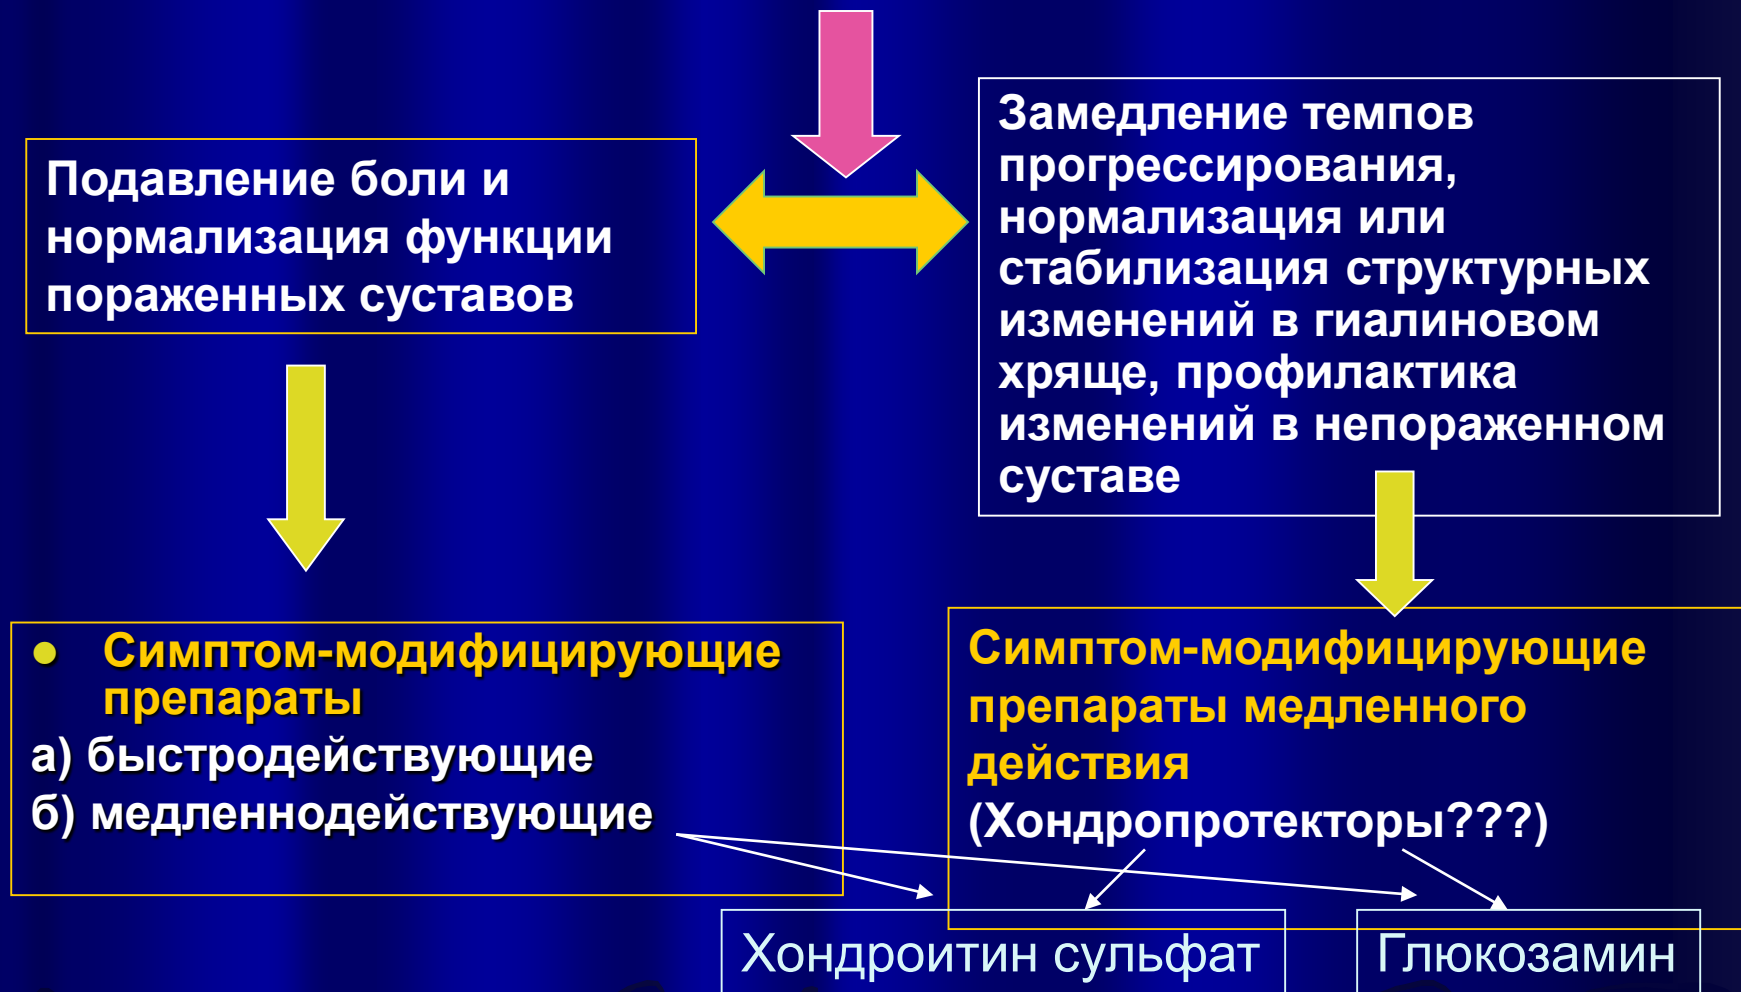 Подавление боли и
нормализация функции
пораженных суставов
Замедление темпов
прогрессирования,
нормализация или
стабилизация структурных
изменений в гиалиновом
хряще, профилактика
изменений в непораженном
суставе
● Симптом-модифицирующие
препараты
а) быстродействующие
б) медленнодействующие
Симптом-модифицирующие
препараты медленного
действия
(Хондропротекторы???)
Хондроитин сульфат
Глюкозамин